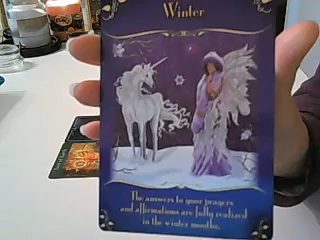 Winter
The answers to your prayers
and affirmations are fully realized
in the winter months.